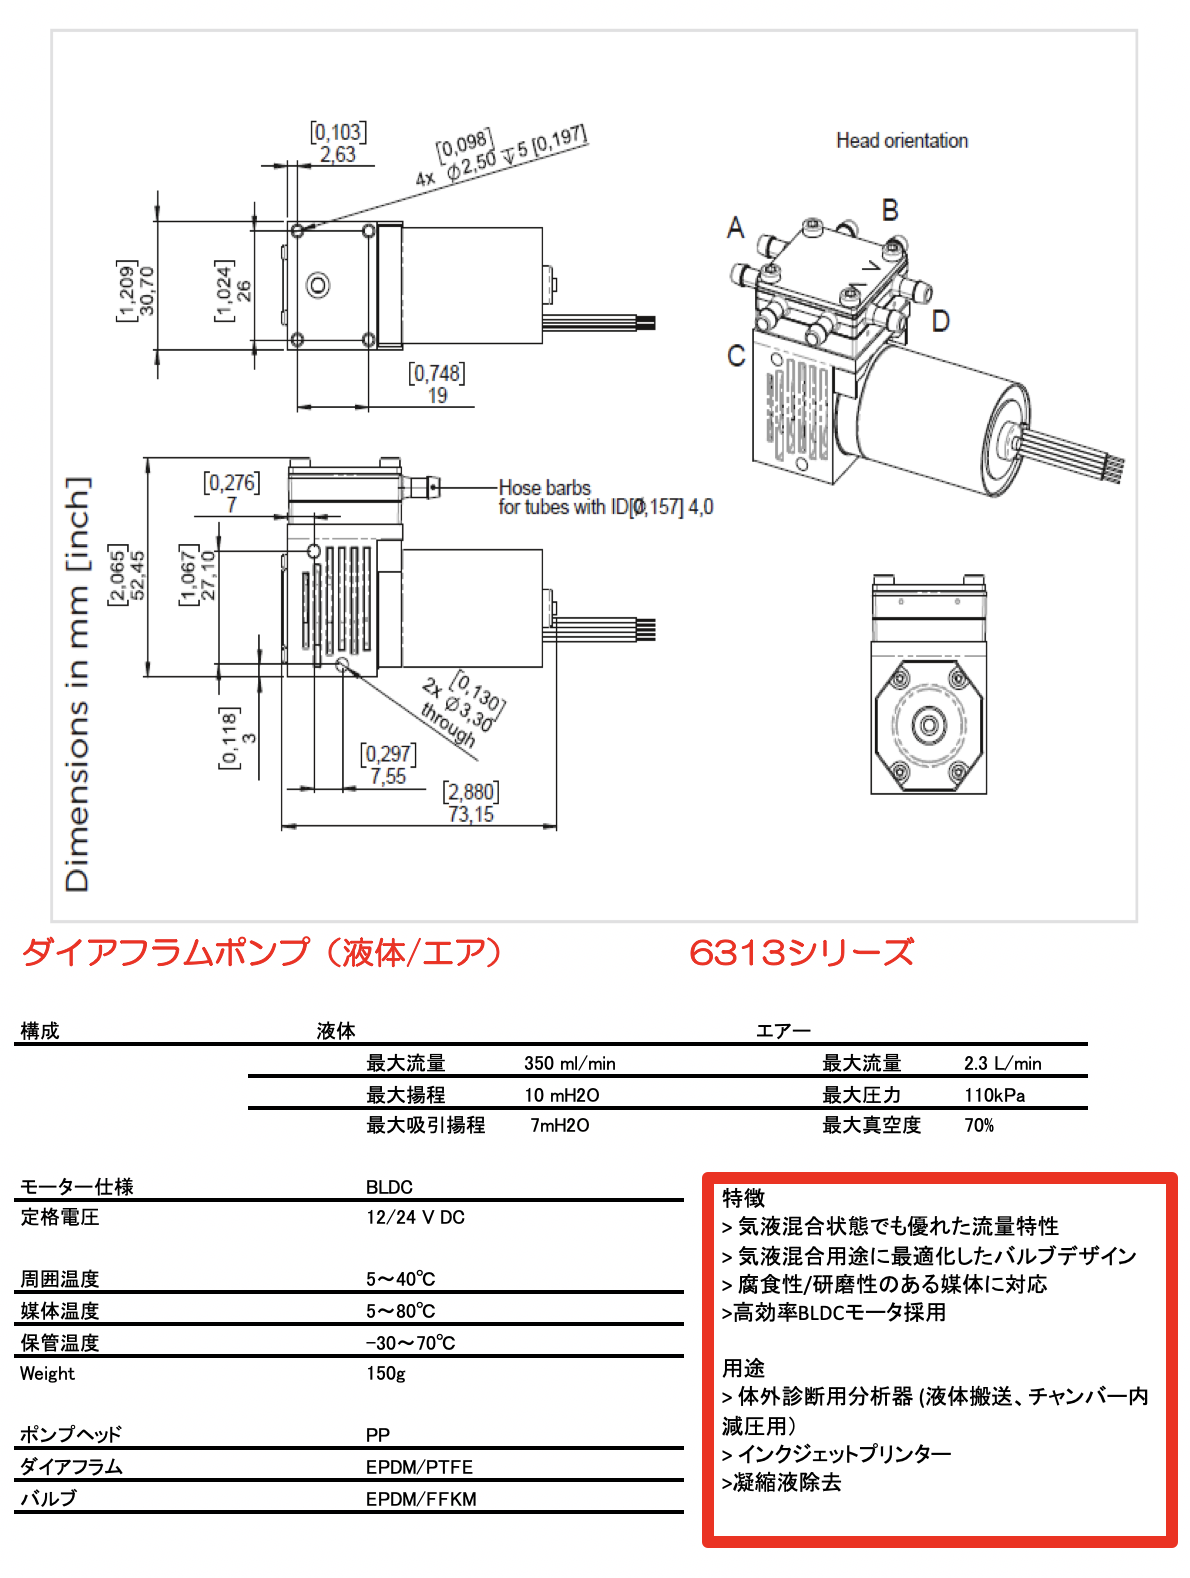 [0,103]
2,63
[0,098]
4x ⌀2,50 ↧5 [0,197]
Head orientation
A
B
C
D
[1,209]
30,70
[1,024]
26
[0,748]
19
Dimensions in mm [inch]
[0,276]
7
Hose barbs
for tubes with ID[⌀0,157] 4,0
[2,065]
52,45
[1,067]
27,10
[0,118]
3
[0,130]
2x ⌀3,30
through
[0,297]
7,55
[2,880]
73,15
ダイアフラムポンプ（液体/エア） 6313シリーズ
構成 液体 エアー
最大流量 350 ml/min 最大流量 2.3 L/min
最大揚程 10 mH2O 最大圧力 110kPa
最大吸引揚程 7mH2O 最大真空度 70%
モーター仕様 BLDC
定格電圧 12/24 V DC
周囲温度 5～40℃
媒体温度 5～80℃
保管温度 -30～70℃
Weight 150g
ポンプヘッド PP
ダイアフラム EPDM/PTFE
バルブ EPDM/FFKM
特徴
> 気液混合状態でも優れた流量特性
> 気液混合用途に最適化したバルブデザイン
> 腐食性/研磨性のある媒体に対応
>高効率BLDCモータ採用
用途
> 体外診断用分析器 (液体搬送、チャンバー内
減圧用）
> インクジェットプリンター
>凝縮液除去